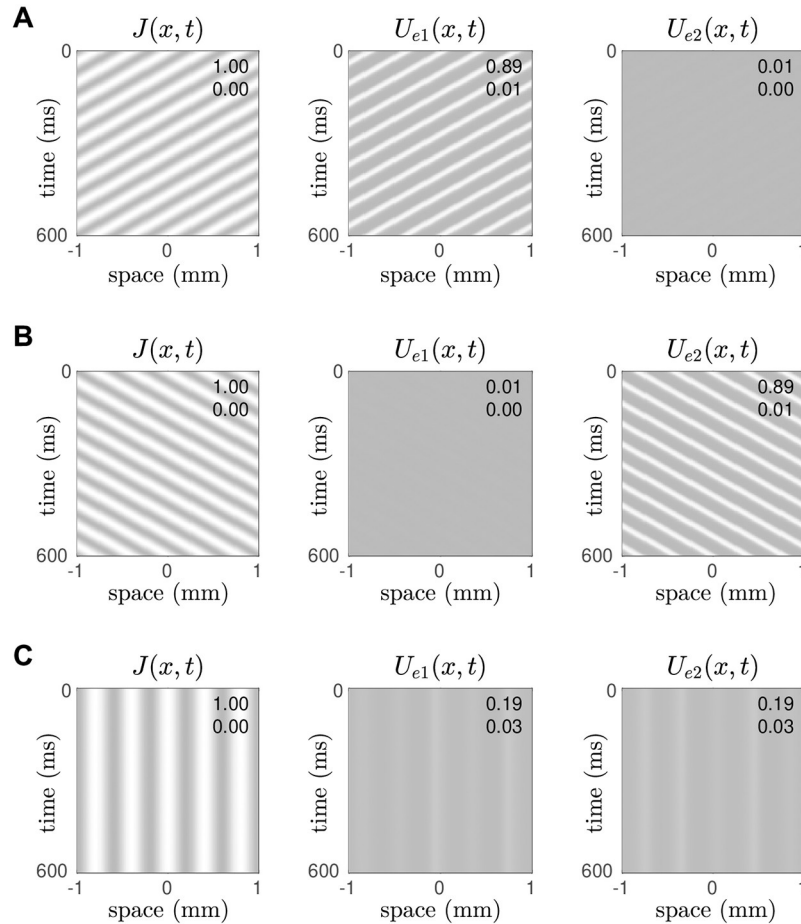 A
J(x, t)
U_{e1}(x, t)
U_{e2}(x, t)
0
1.00
0.00
time (ms)
600
-1
0
1
space (mm)
0
0.89
0.01
time (ms)
600
-1
0
1
space (mm)
0
0.01
0.00
time (ms)
600
-1
0
1
space (mm)
B
J(x, t)
U_{e1}(x, t)
U_{e2}(x, t)
0
1.00
0.00
time (ms)
600
-1
0
1
space (mm)
0
0.01
0.00
time (ms)
600
-1
0
1
space (mm)
0
0.89
0.01
time (ms)
600
-1
0
1
space (mm)
C
J(x, t)
U_{e1}(x, t)
U_{e2}(x, t)
0
1.00
0.00
time (ms)
600
-1
0
1
space (mm)
0
0.19
0.03
time (ms)
600
-1
0
1
space (mm)
0
0.19
0.03
time (ms)
600
-1
0
1
space (mm)